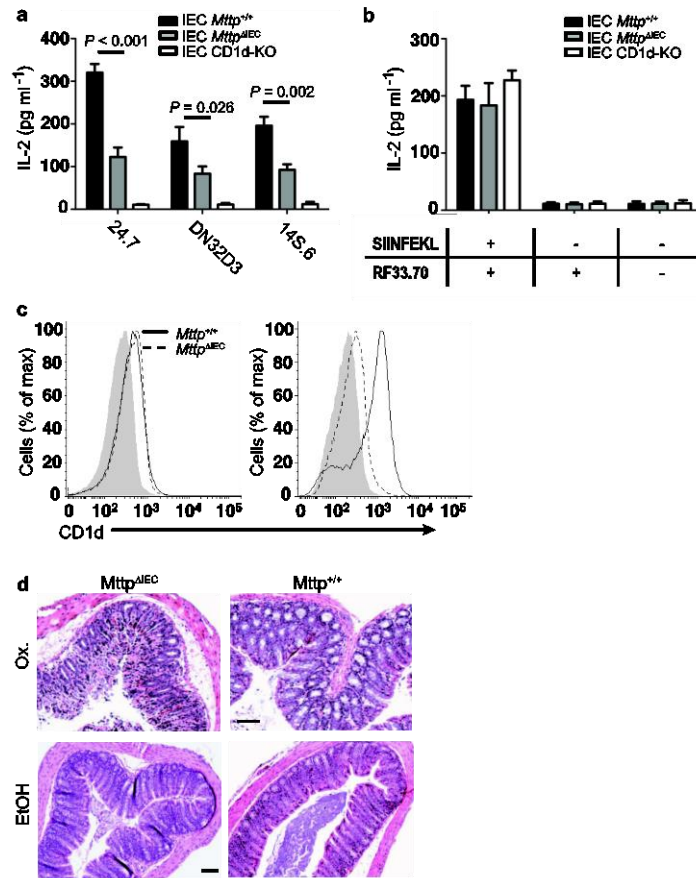 a
IEC Mttp+/+
IEC MttpΔIEC
IEC CD1d-KO
P < 0.001
P = 0.026
P = 0.002
IL-2 (pg ml⁻¹)
400
300
200
100
0
24.7
DN32D3
14S.6
b
IEC Mttp+/+
IEC MttpΔIEC
IEC CD1d-KO
IL-2 (pg ml⁻¹)
300
200
100
0
SIINFEKL + - -
RF33.70 + + -
c
Mttp+/+
MttpΔIEC
Cells (% of max)
100
80
60
40
20
0
0 10² 10³ 10⁴ 10⁵
Cells (% of max)
100
80
60
40
20
0
0 10² 10³ 10⁴ 10⁵
CD1d
d
MttpΔIEC Mttp+/+
Ox.
EtOH